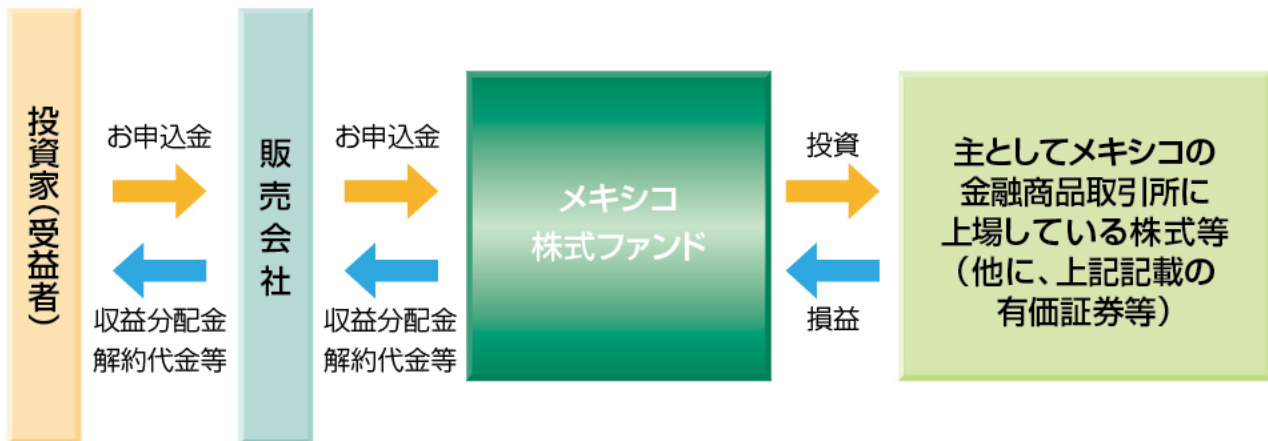 投資家（受益者）
お申込金
収益分配金
解約代金等
販売会社
お申込金
収益分配金
解約代金等
メキシコ
株式ファンド
投資
損益
主としてメキシコの
金融商品取引所に
上場している株式等
（他に、上記記載の
有価証券等）